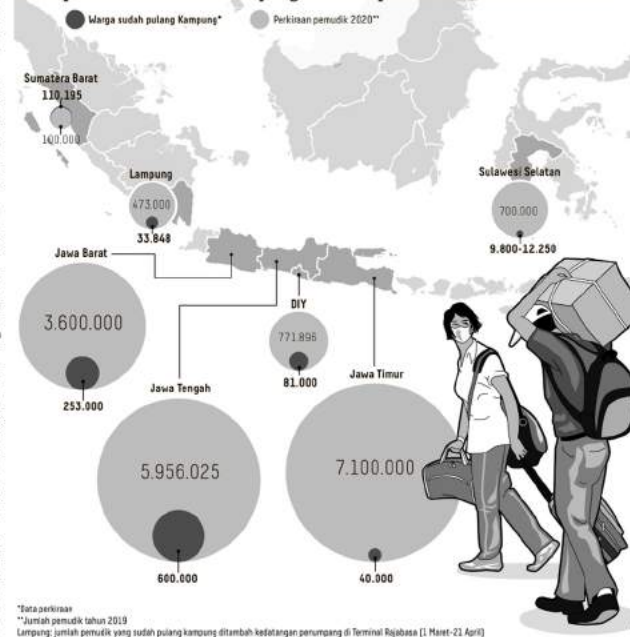 Warga sudah pulang Kampung*
Perkiraan pemudik 2020**
Sumatera Barat
110.195
100.000
Lampung
473.000
33.848
Sulawesi Selatan
700.000
9.800-12.250
Jawa Barat
3.600.000
253.000
DIY
771.896
81.000
Jawa Tengah
5.956.025
600.000
Jawa Timur
7.100.000
40.000
*Data perkiraan
**Jumlah pemudik tahun 2019
Lampung: jumlah pemudik yang sudah pulang kampung ditambah kedatangan penumpang di Terminal Rajabasa [1 Maret-21 April]